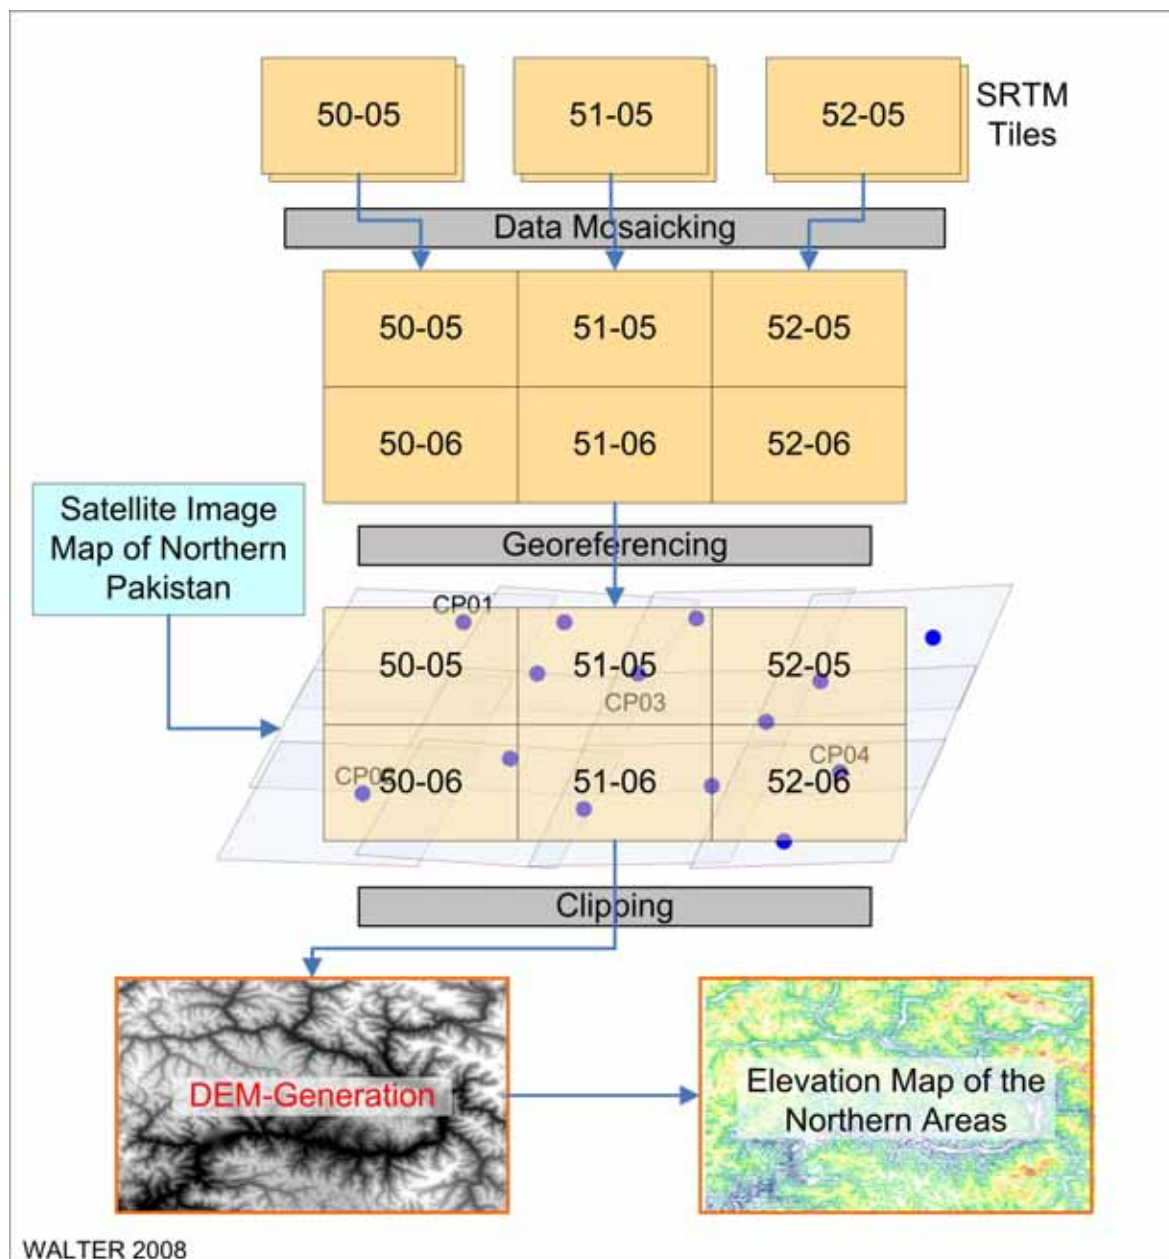 50-05
51-05
52-05
SRTM
Tiles
Data Mosaicking
50-05
51-05
52-05
50-06
51-06
52-06
Satellite Image
Map of Northern
Pakistan
Georeferencing
CP01
50-05
51-05
52-05
CP03
CP04
50-06
51-06
52-06
Clipping
DEM-Generation
Elevation Map of the
Northern Areas
WALTER 2008